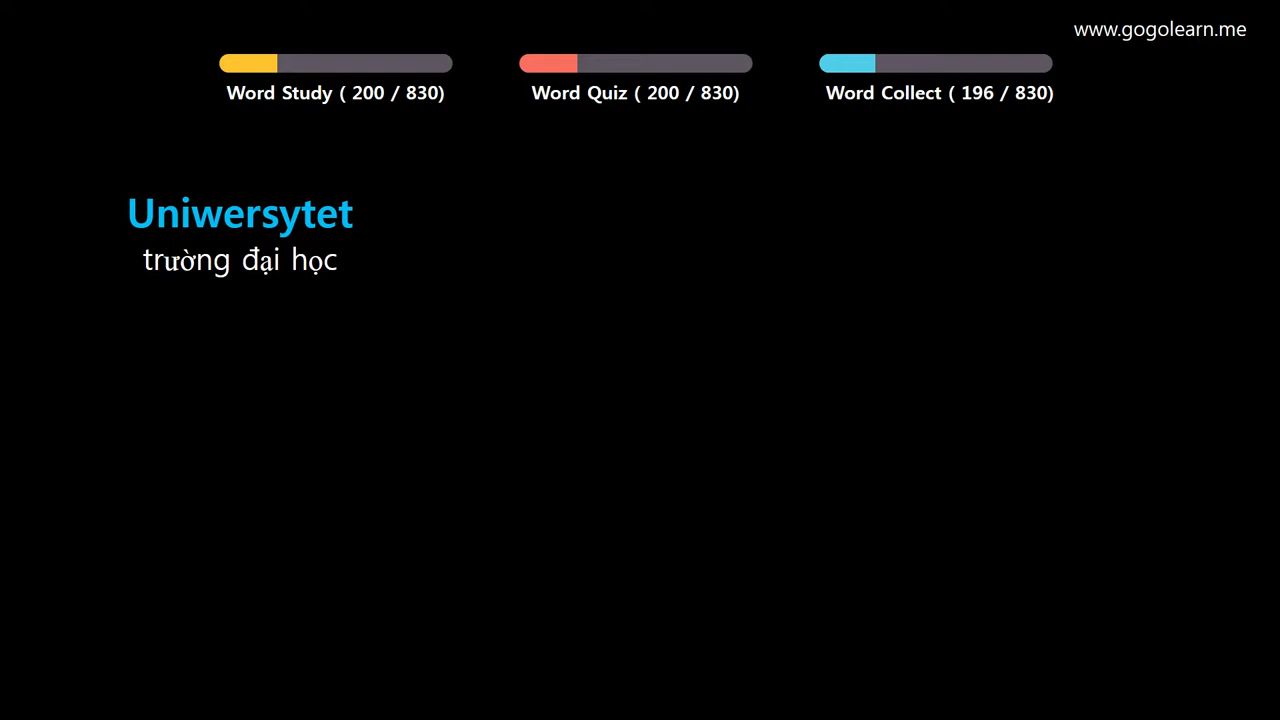 www.gogolearn.me
Word Study ( 200 / 830)
Word Quiz ( 200 / 830)
Word Collect ( 196 / 830)
Uniwersytet
trường đại học